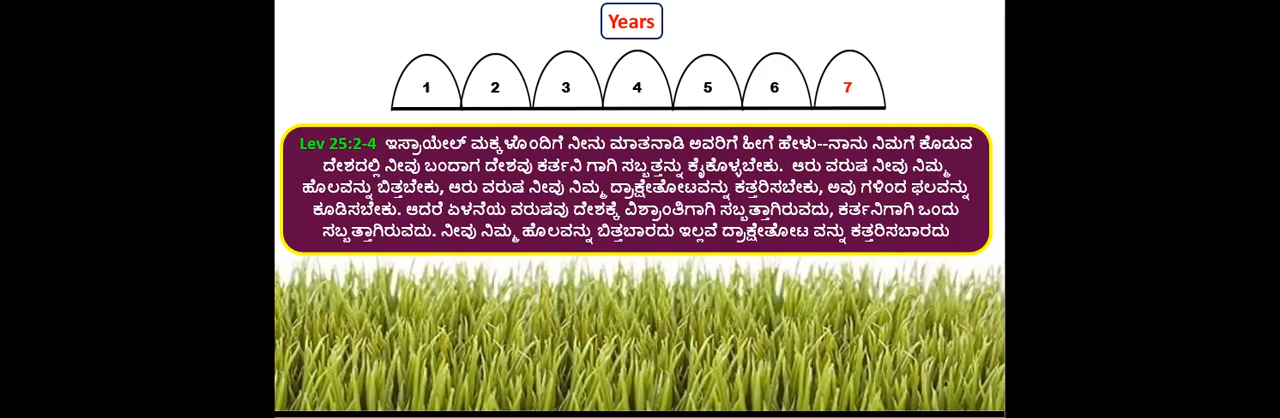 Years
1 2 3 4 5 6 7
Lev 25:2-4 ಇಸ್ರಾಯೇಲ್ ಮಕ್ಕಳೊಂದಿಗೆ ನೀನು ಮಾತನಾಡಿ ಅವರಿಗೆ ಹೀಗೆ ಹೇಳು--ನಾನು ನಿಮಗೆ ಕೊಡುವ
ದೇಶದಲ್ಲಿ ನೀವು ಬಂದಾಗ ದೇಶವು ಕರ್ತನಿ ಗಾಗಿ ಸಬ್ಬತ್ತನ್ನು ಕೈಕೊಳ್ಳಬೇಕು. ಆರು ವರುಷ ನೀವು ನಿಮ್ಮ
ಹೊಲವನ್ನು ಬಿತ್ತಬೇಕು, ಆರು ವರುಷ ನೀವು ನಿಮ್ಮ ದ್ರಾಕ್ಷೇತೋಟವನ್ನು ಕತ್ತರಿಸಬೇಕು, ಅವು ಗಳಿಂದ ಫಲವನ್ನು
ಕೂಡಿಸಬೇಕು. ಆದರೆ ಏಳನೆಯ ವರುಷವು ದೇಶಕ್ಕೆ ವಿಶ್ರಾಂತಿಗಾಗಿ ಸಬ್ಬತ್ತಾಗಿರುವದು, ಕರ್ತನಿಗಾಗಿ ಒಂದು
ಸಬ್ಬತ್ತಾಗಿರುವದು. ನೀವು ನಿಮ್ಮ ಹೊಲವನ್ನು ಬಿತ್ತಬಾರದು ಇಲ್ಲವೆ ದ್ರಾಕ್ಷೇತೋಟ ವನ್ನು ಕತ್ತರಿಸಬಾರದು